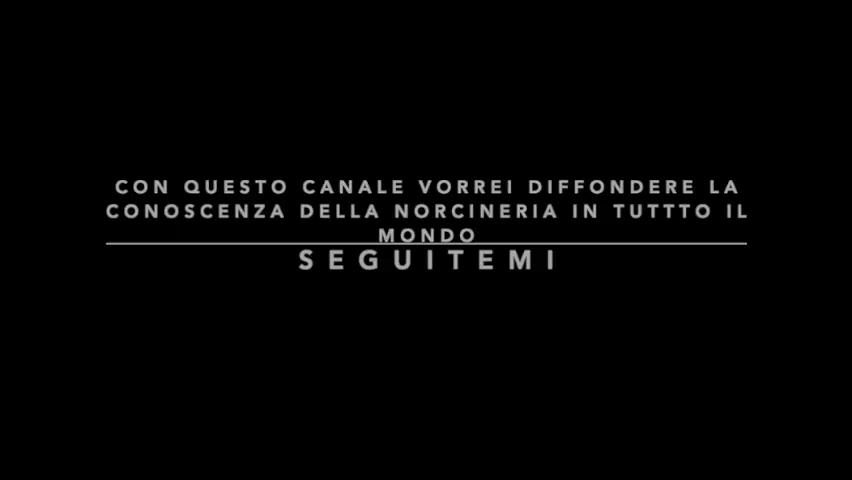 CON QUESTO CANALE VORREI DIFFONDERE LA
CONOSCENZA DELLA NORCINERIA IN TUTTTO IL
MONDO
SEGUITEMI